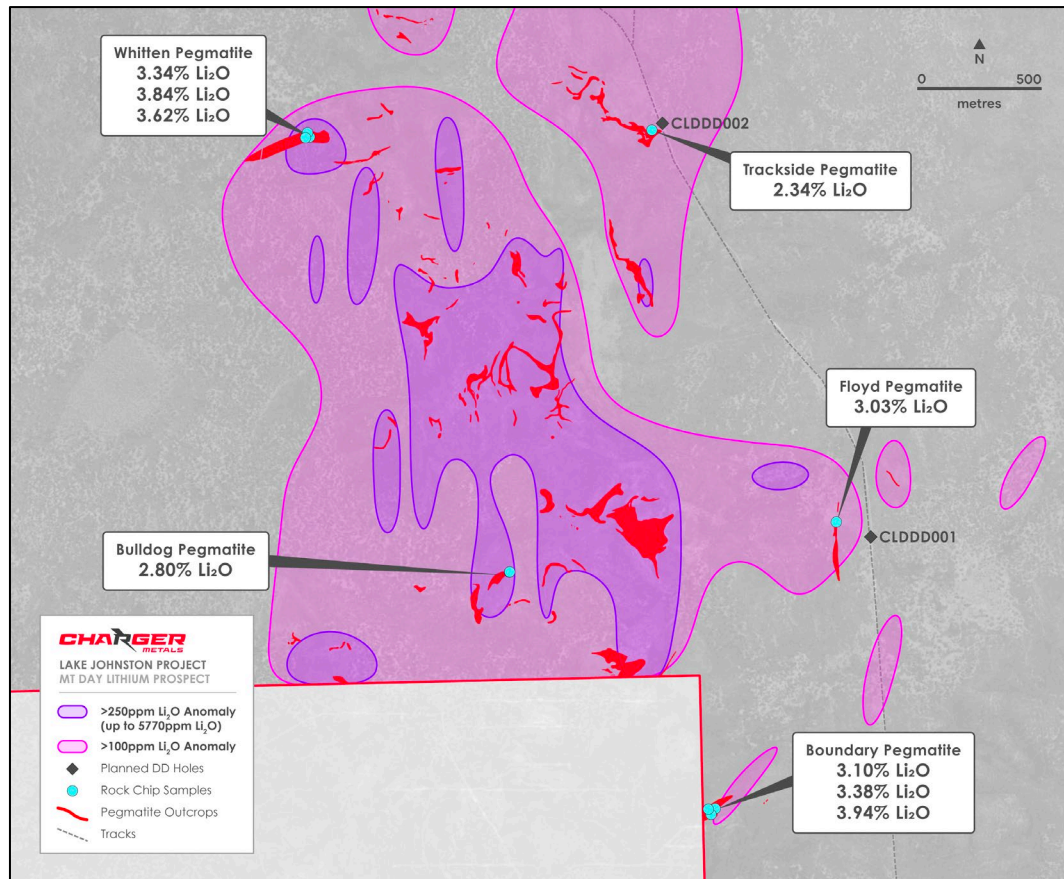 Whitten Pegmatite
3.34% Li₂O
3.84% Li₂O
3.62% Li₂O
N
0 500
metres
CLDDD002
Trackside Pegmatite
2.34% Li₂O
Floyd Pegmatite
3.03% Li₂O
CLDDD001
Bulldog Pegmatite
2.80% Li₂O
CHARGER
METALS
LAKE JOHNSTON PROJECT
MT DAY LITHIUM PROSPECT
>250ppm Li₂O Anomaly
(up to 5770ppm Li₂O)
>100ppm Li₂O Anomaly
Planned DD Holes
Rock Chip Samples
Pegmatite Outcrops
Tracks
Boundary Pegmatite
3.10% Li₂O
3.38% Li₂O
3.94% Li₂O